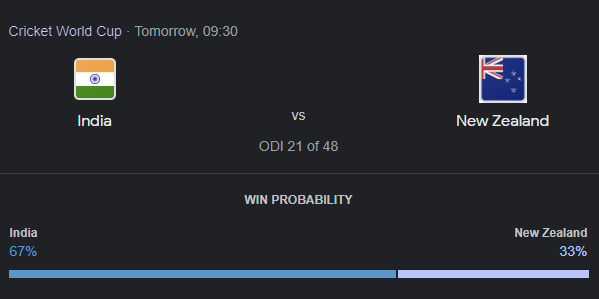 Cricket World Cup · Tomorrow, 09:30
India
vs
New Zealand
ODI 21 of 48
WIN PROBABILITY
India New Zealand
67% 33%